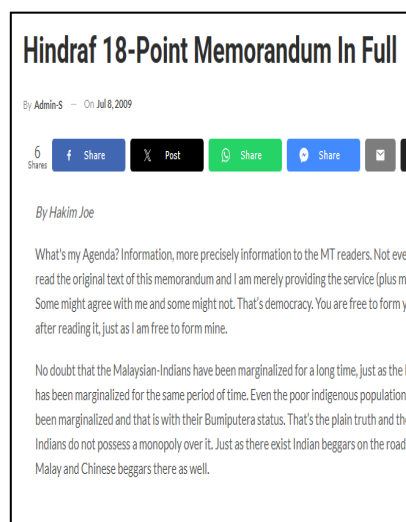 Hindraf 18-Point Memorandum In Full
By Admin-S — On Jul 8, 2009
6
Shares
Share
Post
Share
Share
By Hakim Joe
What's my Agenda? Information, more precisely information to the MT readers. Not eve
read the original text of this memorandum and I am merely providing the service (plus m
Some might agree with me and some might not. That's democracy. You are free to form y
after reading it, just as I am free to form mine.
No doubt that the Malaysian-Indians have been marginalized for a long time, just as the
has been marginalized for the same period of time. Even the poor indigenous population
been marginalized and that is with their Bumiputera status. That's the plain truth and the
Indians do not possess a monopoly over it. Just as there exist Indian beggars on the road
Malay and Chinese beggars there as well.